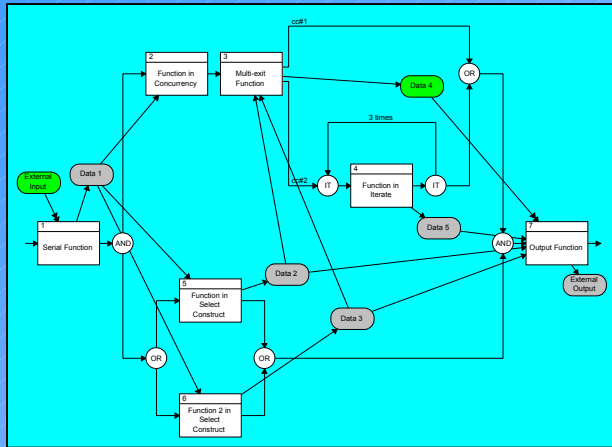 cc#1
2
Function in
Concurrency
3
Multi-exit
Function
OR
Data 4
3 times
Data 1
External
Input
cc#2
IT
4
Function in
Iterate
IT
1
Serial Function
AND
Data 5
AND
7
Output Function
Data 2
External
Output
5
Function in
Select
Construct
Data 3
OR
OR
6
Function 2 in
Select
Construct